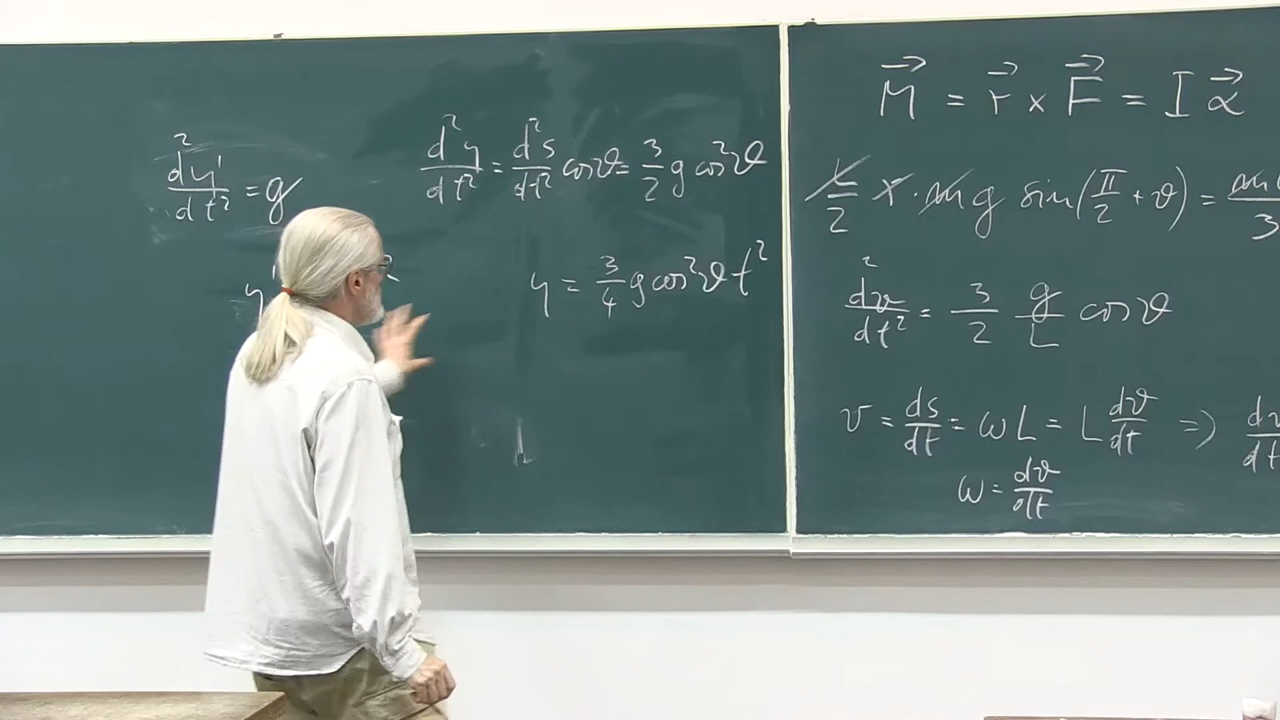 d²y'/dt² = g
d²y/dt² = d²s/dt² cosϑ = 3/2 g cos²ϑ
y = 3/4 g cos²ϑ t²
M⃗ = r⃗ × F⃗ = I α⃗
L/2 × · mg sin(π/2 + ϑ) =
d²ϑ/dt² = 3/2 g/L cosϑ
v = ds/dt = ωL = L dϑ/dt ⇒
ω = dϑ/dt